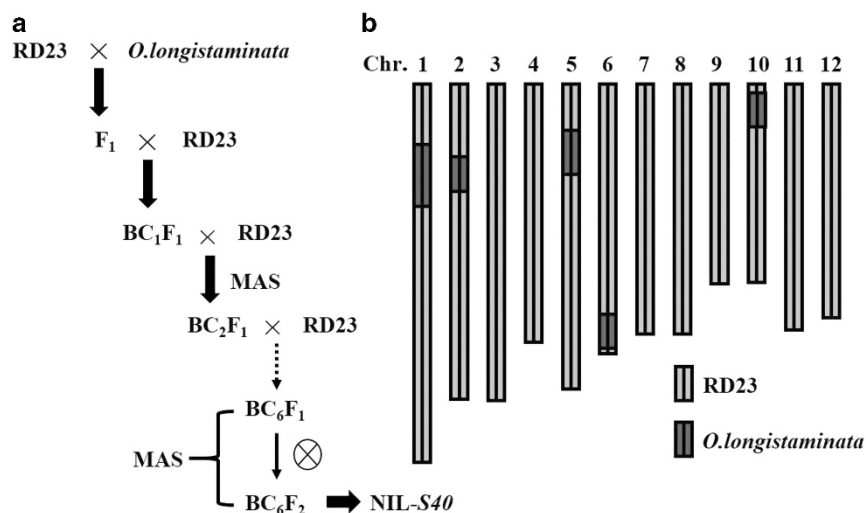 a
RD23 × O.longistaminata
F1 × RD23
BC1F1 × RD23
MAS
BC2F1 × RD23
BC6F1
MAS
BC6F2 NIL-S40
b
Chr. 1 2 3 4 5 6 7 8 9 10 11 12
RD23
O.longistaminata